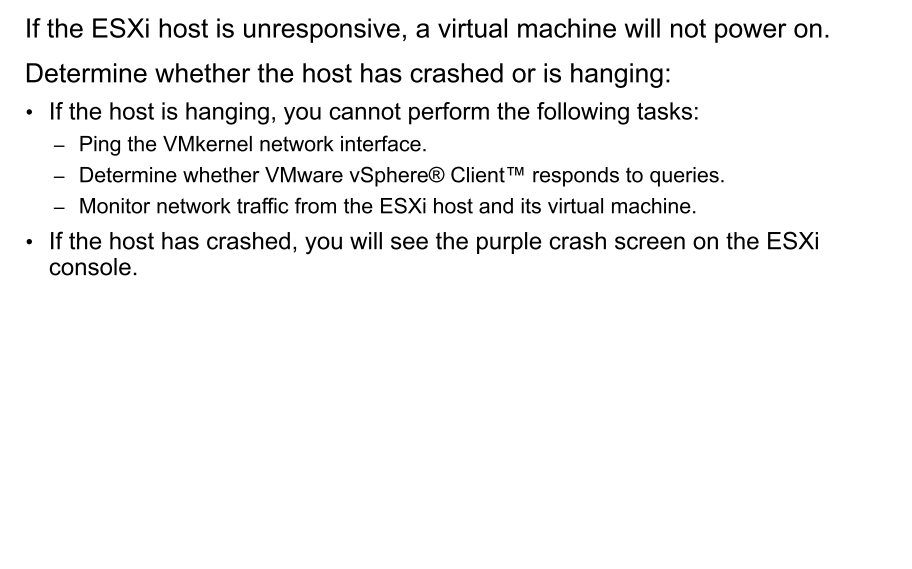 If the ESXi host is unresponsive, a virtual machine will not power on.
Determine whether the host has crashed or is hanging:
• If the host is hanging, you cannot perform the following tasks:
– Ping the VMkernel network interface.
– Determine whether VMware vSphere® Client™ responds to queries.
– Monitor network traffic from the ESXi host and its virtual machine.
• If the host has crashed, you will see the purple crash screen on the ESXi
console.